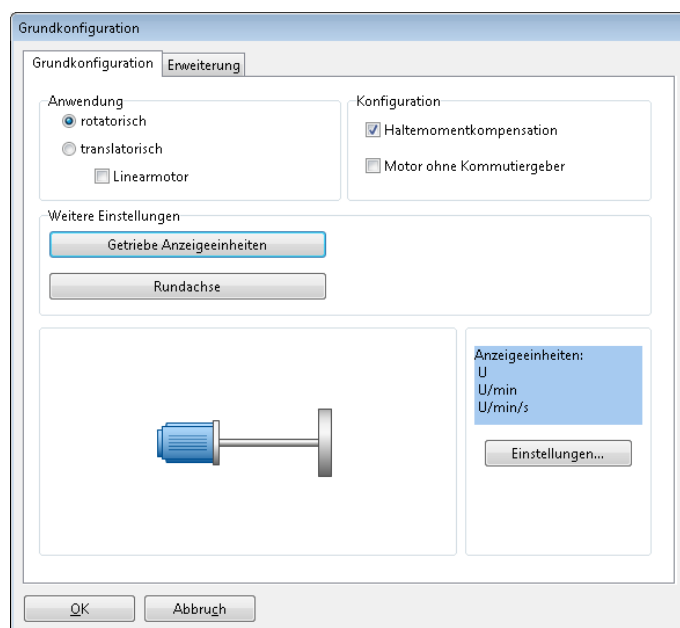 Grundkonfiguration
Grundkonfiguration
Erweiterung
Anwendung
rotatorisch
translatorisch
Linearmotor
Konfiguration
Haltemomentkompensation
Motor ohne Kommutiergeber
Weitere Einstellungen
Getriebe Anzeigeeinheiten
Rundachse
Anzeigeeinheiten:
U
U/min
U/min/s
Einstellungen...
OK
Abbruch